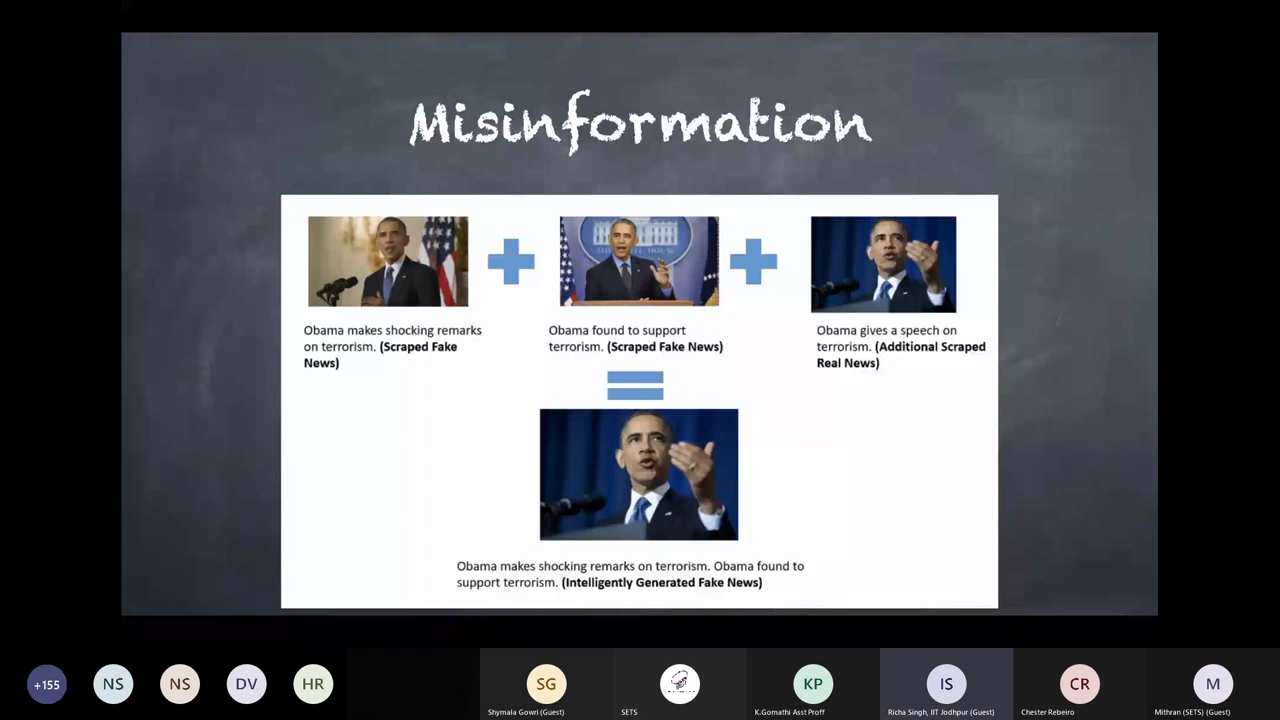 Misinformation
Obama makes shocking remarks
on terrorism. (Scraped Fake
News)
Obama found to support
terrorism. (Scraped Fake News)
Obama gives a speech on
terrorism. (Additional Scraped
Real News)
Obama makes shocking remarks on terrorism. Obama found to
support terrorism. (Intelligently Generated Fake News)
+155
NS
NS
DV
HR
SG
Shymala Gowri (Guest)
SETS
KP
K.Gomathi Asst Proff
IS
Richa Singh, IIT Jodhpur (Guest)
CR
Chester Rebeiro
M
Mithran (SETS) (Guest)